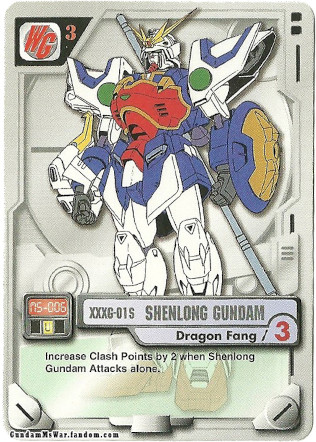 WG 3
MS-006
U
XXXG-01S SHENLONG GUNDAM
Dragon Fang / 3
Increase Clash Points by 2 when Shenlong
Gundam Attacks alone.
GundamMsWar.fandom.com